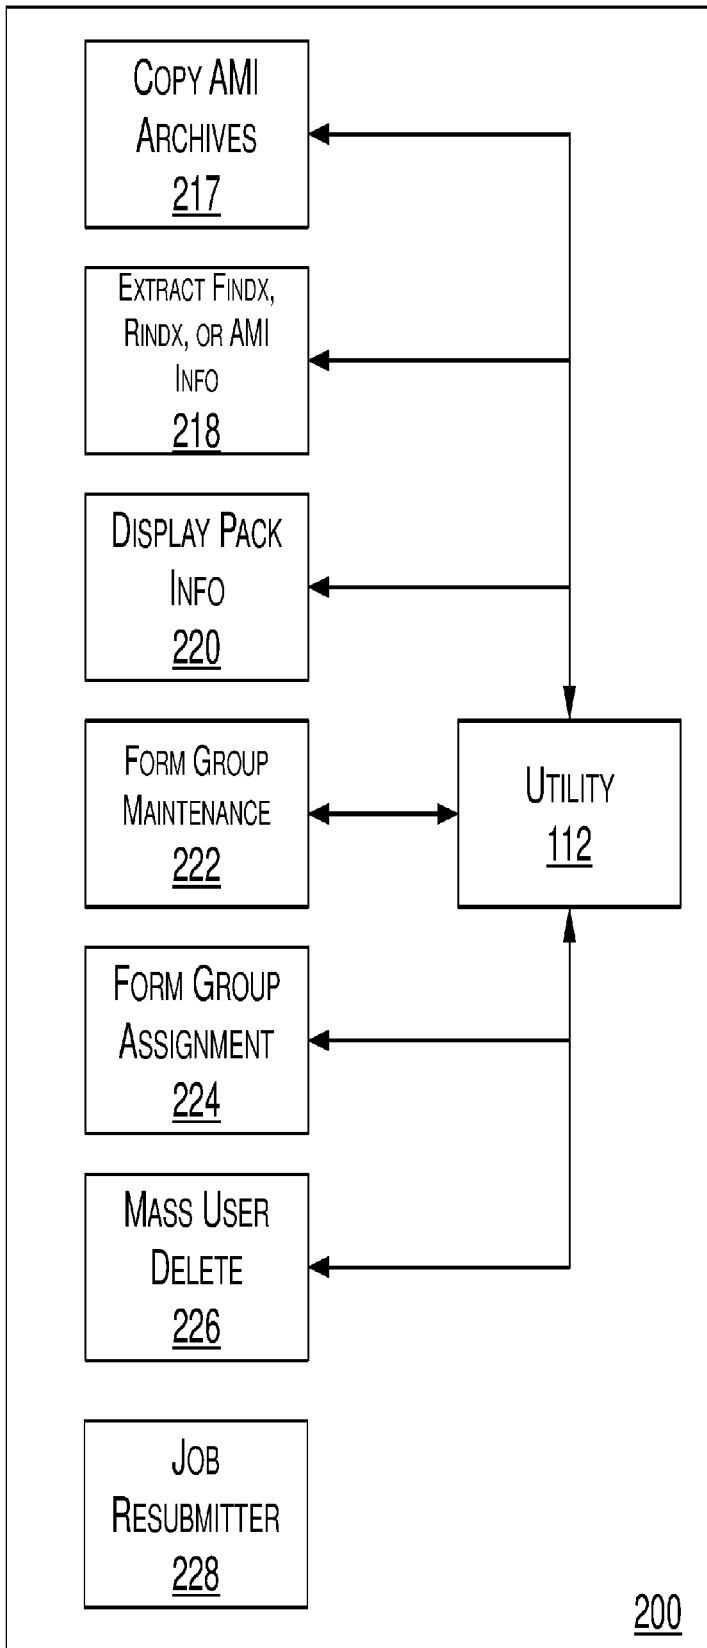 COPY AMI
ARCHIVES
217
EXTRACT FINDX,
RINDX, OR AMI
INFO
218
DISPLAY PACK
INFO
220
FORM GROUP
MAINTENANCE
222
UTILITY
112
FORM GROUP
ASSIGNMENT
224
MASS USER
DELETE
226
JOB
RESUBMITTER
228
200